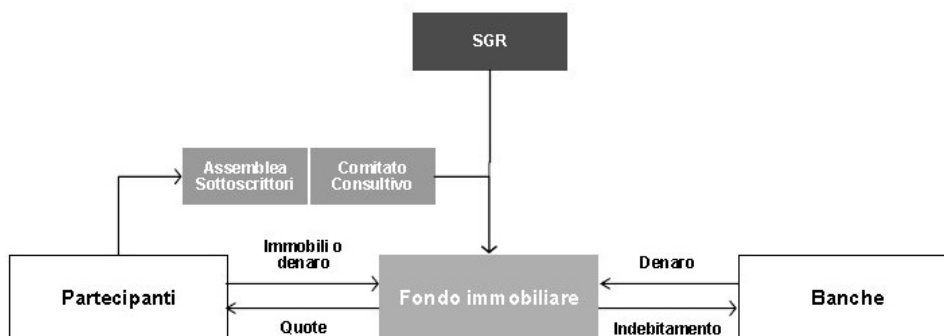 SGR
Assemblea
Sottoscrittori
Comitato
Consultivo
Immobili o
denaro
Denaro
Partecipanti
Fondo immobiliare
Banche
Quote
Indebitamento